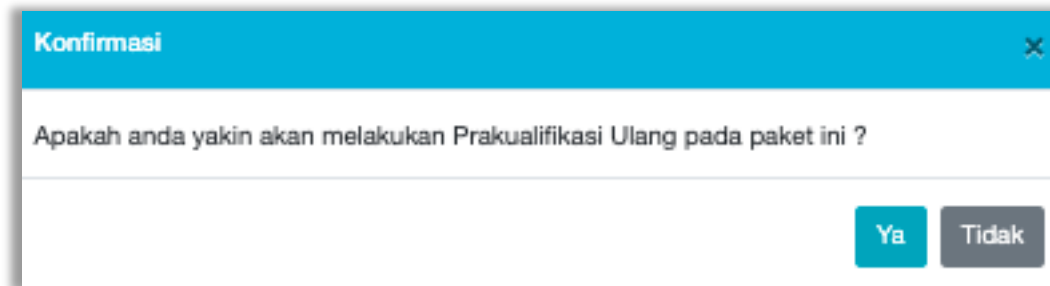 Konfirmasi
×
Apakah anda yakin akan melakukan Prakualifikasi Ulang pada paket ini ?
Ya
Tidak